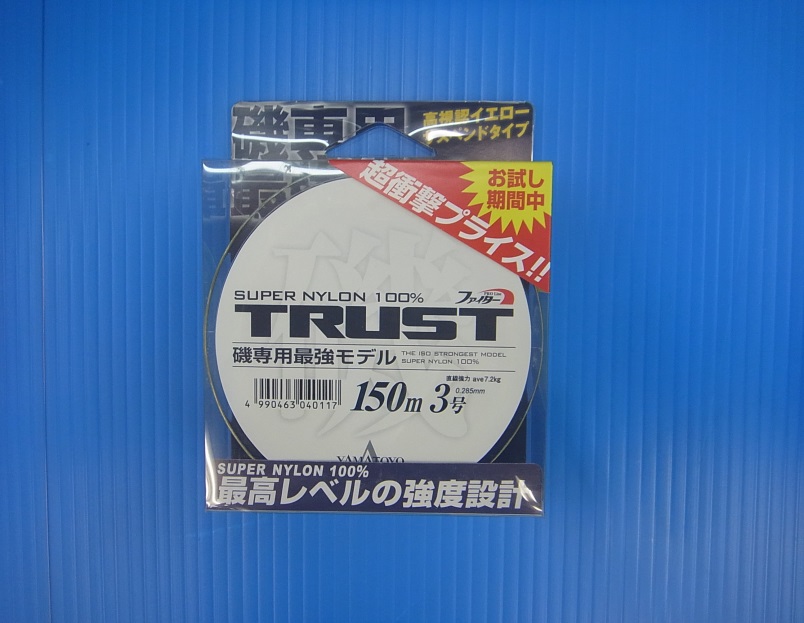 磯専用
高視認イエロー
サスペンドタイプ
超衝撃プライス!!
お試し
期間中
磯
SUPER NYLON 100%
ファイター
TRUST
磯専用最強モデル
THE ISO STRONGEST MODEL
SUPER NYLON 100%
直線強力 ave7.2kg
0.285mm
150m 3号
4 990463 040117
YAMATOYO
SUPER NYLON 100%
最高レベルの強度設計